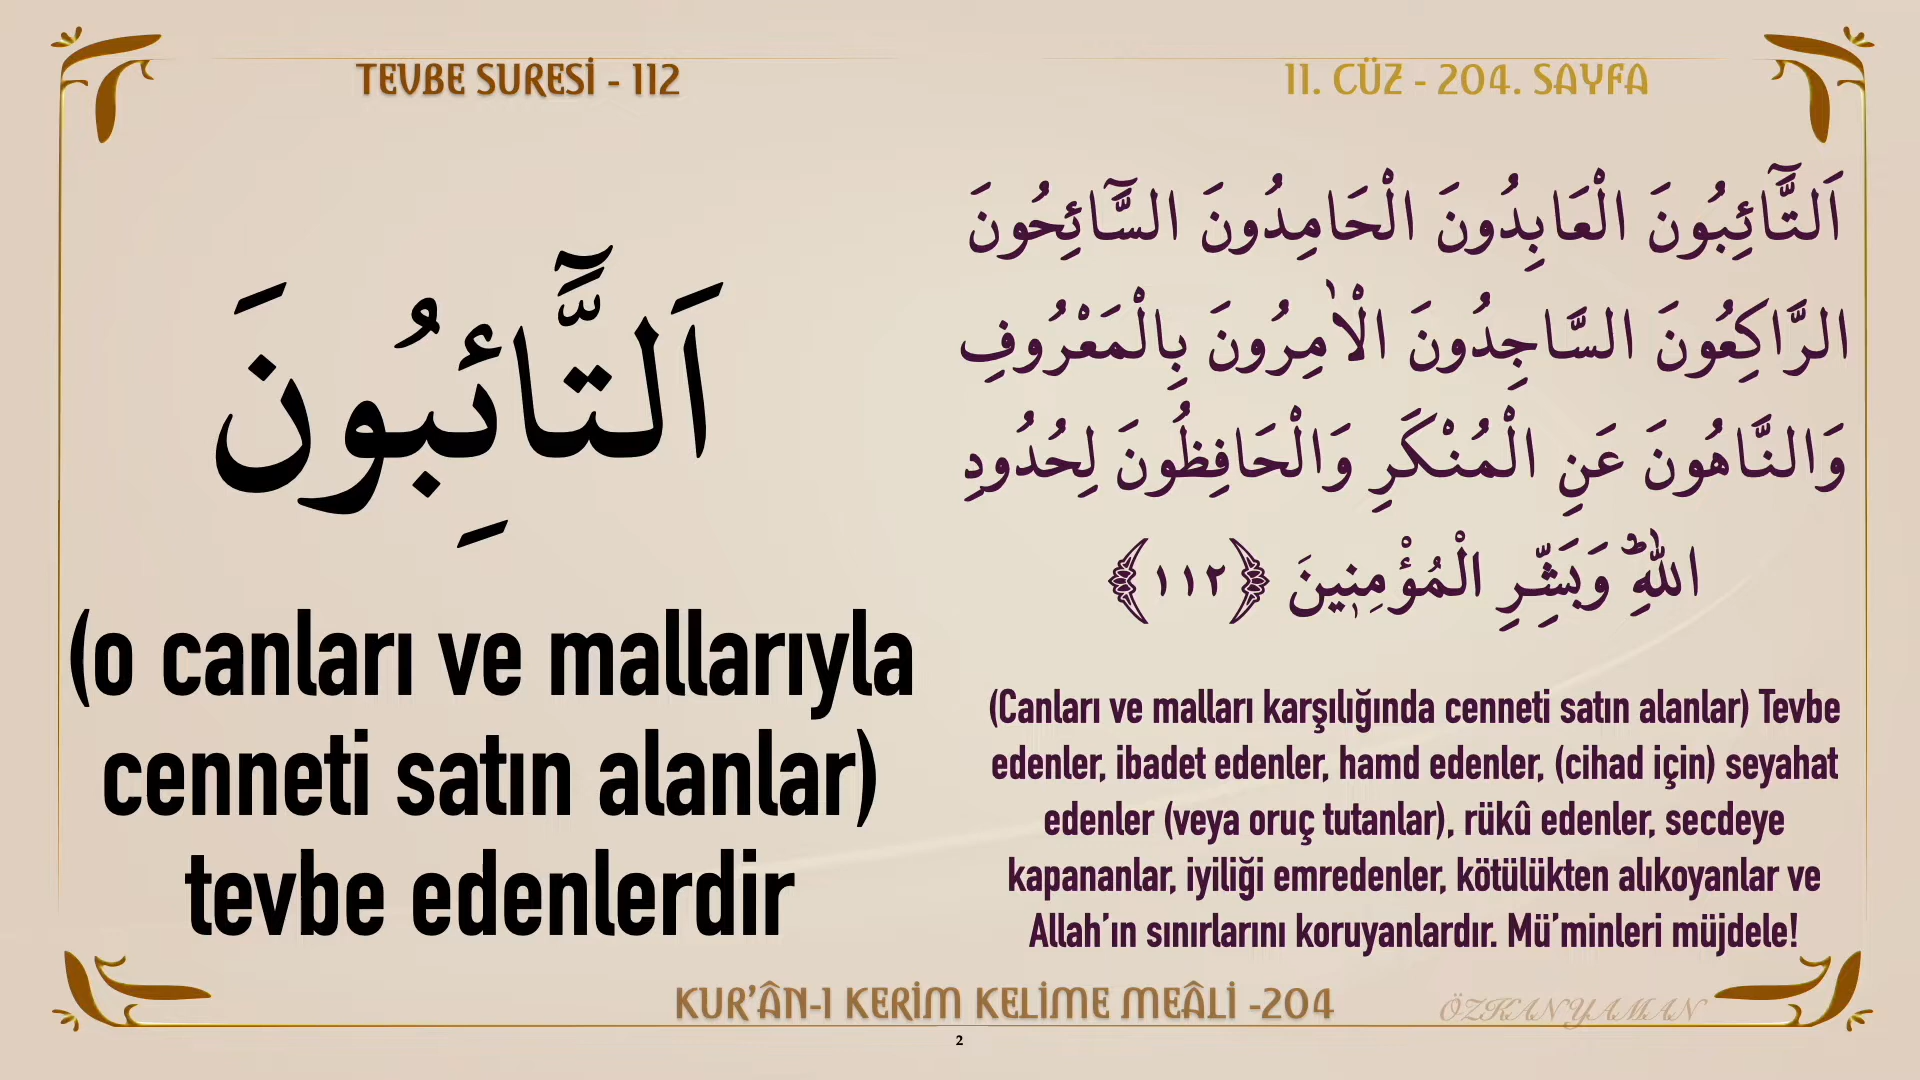 TEVBE SURESİ - 112
11. CÜZ - 204. SAYFA
اَلتَّٓائِبُونَ
(o canları ve mallarıyla
cenneti satın alanlar)
tevbe edenlerdir
اَلتَّٓائِبُونَ الْعَابِدُونَ الْحَامِدُونَ السَّٓائِحُونَ
الرَّاكِعُونَ السَّاجِدُونَ الْاٰمِرُونَ بِالْمَعْرُوفِ
وَالنَّاهُونَ عَنِ الْمُنْكَرِ وَالْحَافِظُونَ لِحُدُودِ
اللّٰهِۜ وَبَشِّرِ الْمُؤْمِن۪ينَ ﴿١١٢﴾
(Canları ve malları karşılığında cenneti satın alanlar) Tevbe
edenler, ibadet edenler, hamd edenler, (cihad için) seyahat
edenler (veya oruç tutanlar), rükû edenler, secdeye
kapananlar, iyiliği emredenler, kötülükten alıkoyanlar ve
Allah’ın sınırlarını koruyanlardır. Mü’minleri müjdele!
KUR’ÂN-I KERİM KELİME MEÂLİ -204
ÖZKAN YAMAN
2